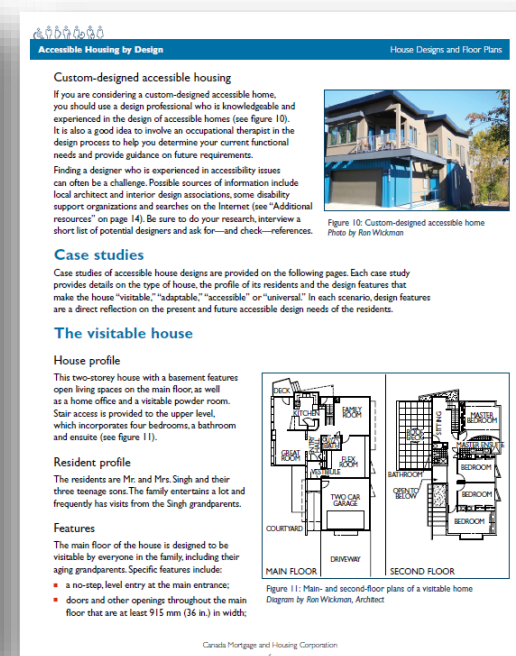 Accessible Housing by Design
House Designs and Floor Plans
Custom-designed accessible housing
If you are considering a custom-designed accessible home,
you should use a design professional who is knowledgeable and
experienced in the design of accessible homes (see figure 10).
It is also a good idea to involve an occupational therapist in the
design process to help you determine your current functional
needs and provide guidance on future requirements.
Finding a designer who is experienced in accessibility issues
can often be a challenge. Possible sources of information include
local architect and interior design associations, some disability
support organizations and searches on the Internet (see “Additional
resources” on page 14). Be sure to do your research, interview a
short list of potential designers and ask for—and check—references.
Figure 10: Custom-designed accessible home
Photo by Ron Wickman
Case studies
Case studies of accessible house designs are provided on the following pages. Each case study
provides details on the type of house, the profile of its residents and the design features that
make the house “visitable,” “adaptable,” “accessible” or “universal.” In each scenario, design features
are a direct reflection on the present and future accessible design needs of the residents.
The visitable house
House profile
This two-storey house with a basement features
open living spaces on the main floor, as well
as a home office and a visitable powder room.
Stair access is provided to the upper level,
which incorporates four bedrooms, a bathroom
and ensuite (see figure 11).
Resident profile
The residents are Mr. and Mrs. Singh and their
three teenage sons. The family entertains a lot and
frequently has visits from the Singh grandparents.
Features
The main floor of the house is designed to be
visitable by everyone in the family, including their
aging grandparents. Specific features include:
a no-step, level entry at the main entrance;
doors and other openings throughout the main
floor that are at least 915 mm (36 in.) in width;
DECK
KITCHEN
FAMILY
ROOM
GREAT
ROOM
FLEX
ROOM
VESTIBULE
TWO CAR
GARAGE
COURTYARD
DRIVEWAY
MAIN FLOOR
SITTING
MASTER
BEDROOM
ROOF
DECK
MASTER ENSUITE
BATHROOM
BEDROOM
OPEN TO
BELOW
BEDROOM
BEDROOM
SECOND FLOOR
Figure 11: Main- and second-floor plans of a visitable home
Diagram by Ron Wickman, Architect
Canada Mortgage and Housing Corporation